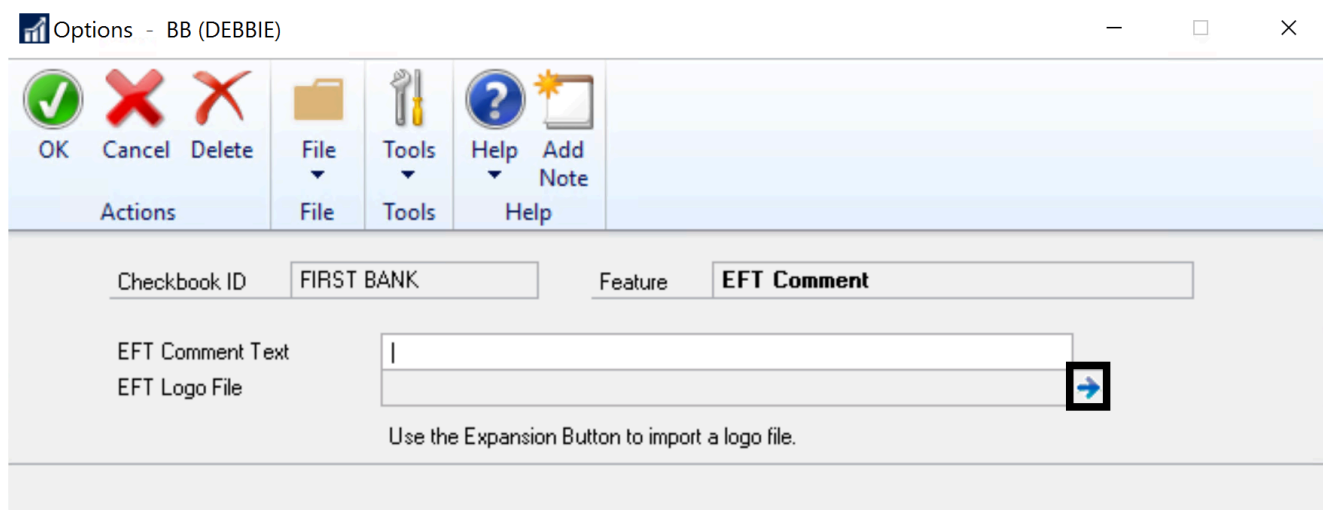 Options - BB (DEBBIE)
OK Cancel Delete File Tools Help Add Note
Actions File Tools Help
Checkbook ID FIRST BANK Feature EFT Comment
EFT Comment Text
EFT Logo File
Use the Expansion Button to import a logo file.